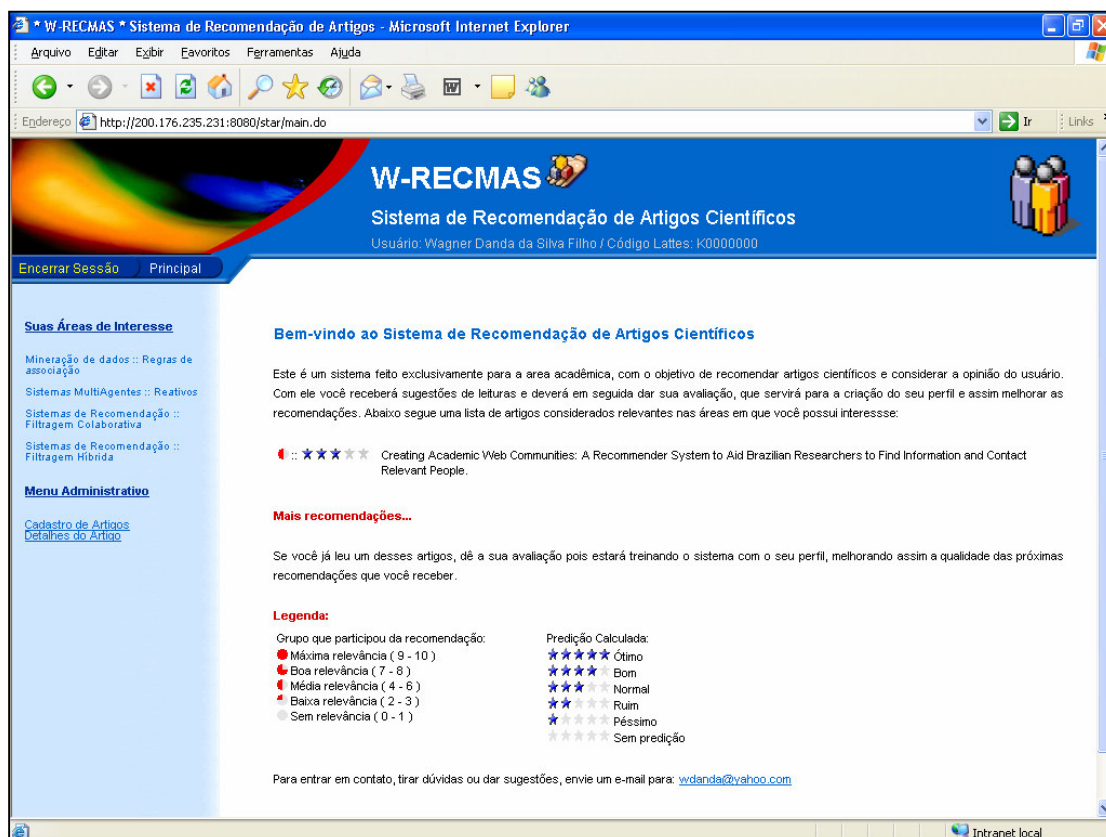 * W-RECMAS * Sistema de Recomendação de Artigos - Microsoft Internet Explorer
Arquivo Editar Exibir Favoritos Ferramentas Ajuda
Endereço http://200.176.235.231:8080/star/main.do Ir Links
W-RECMAS
Sistema de Recomendação de Artigos Científicos
Usuário: Wagner Danda da Silva Filho / Código Lattes: K0000000
Encerrar Sessão Principal
Suas Áreas de Interesse
Mineração de dados :: Regras de
associação
Sistemas MultiAgentes :: Reativos
Sistemas de Recomendação ::
Filtragem Colaborativa
Sistemas de Recomendação ::
Filtragem Híbrida
Menu Administrativo
Cadastro de Artigos
Detalhes do Artigo
Bem-vindo ao Sistema de Recomendação de Artigos Científicos
Este é um sistema feito exclusivamente para a area acadêmica, com o objetivo de recomendar artigos científicos e considerar a opinião do usuário.
Com ele você receberá sugestões de leituras e deverá em seguida dar sua avaliação, que servirá para a criação do seu perfil e assim melhorar as
recomendações. Abaixo segue uma lista de artigos considerados relevantes nas áreas em que você possui interessse:
:: Creating Academic Web Communities: A Recommender System to Aid Brazilian Researchers to Find Information and Contact
Relevant People.
Mais recomendações...
Se você já leu um desses artigos, dê a sua avaliação pois estará treinando o sistema com o seu perfil, melhorando assim a qualidade das próximas
recomendações que você receber.
Legenda:
Grupo que participou da recomendação:
Máxima relevância ( 9 - 10 )
Boa relevância ( 7 - 8 )
Média relevância ( 4 - 6 )
Baixa relevância ( 2 - 3 )
Sem relevância ( 0 - 1 )
Predição Calculada:
Ótimo
Bom
Normal
Ruim
Péssimo
Sem predição
Para entrar em contato, tirar dúvidas ou dar sugestões, envie um e-mail para: wdanda@yahoo.com
Intranet local